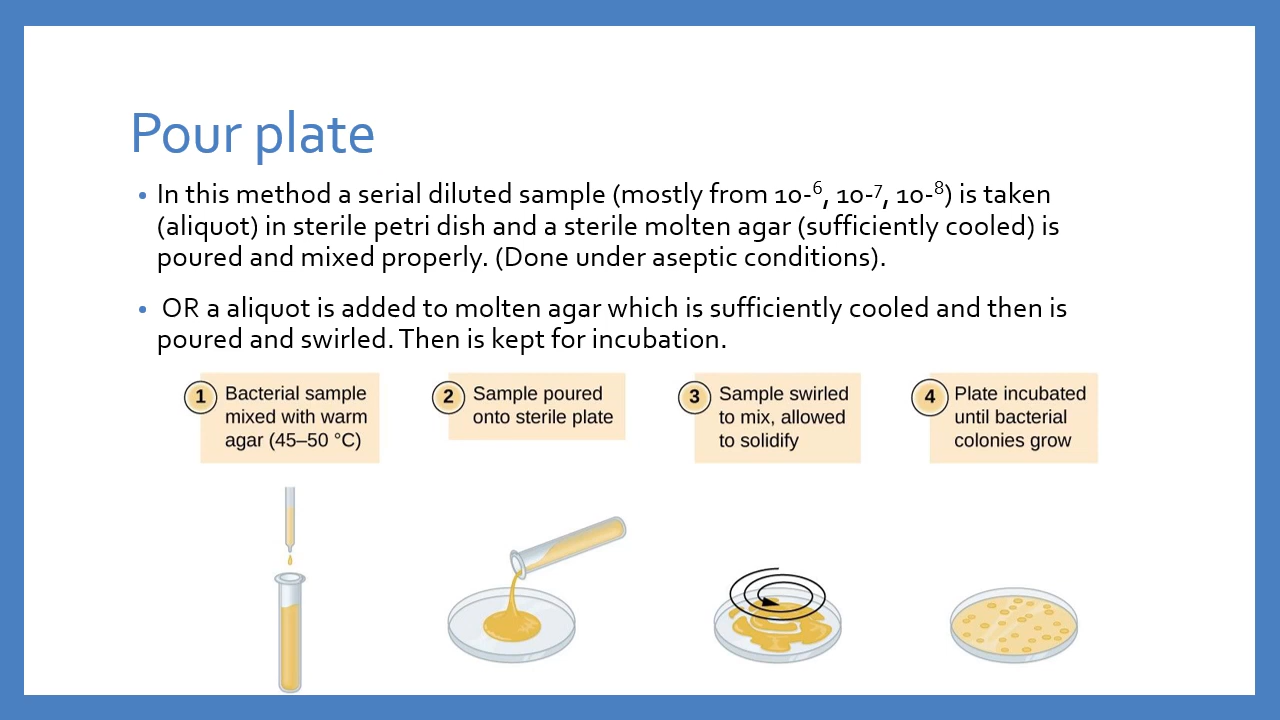 Pour plate
• In this method a serial diluted sample (mostly from 10-⁶, 10-⁷, 10-⁸) is taken
(aliquot) in sterile petri dish and a sterile molten agar (sufficiently cooled) is
poured and mixed properly. (Done under aseptic conditions).
• OR a aliquot is added to molten agar which is sufficiently cooled and then is
poured and swirled. Then is kept for incubation.
1 Bacterial sample
mixed with warm
agar (45–50 °C)
2 Sample poured
onto sterile plate
3 Sample swirled
to mix, allowed
to solidify
4 Plate incubated
until bacterial
colonies grow